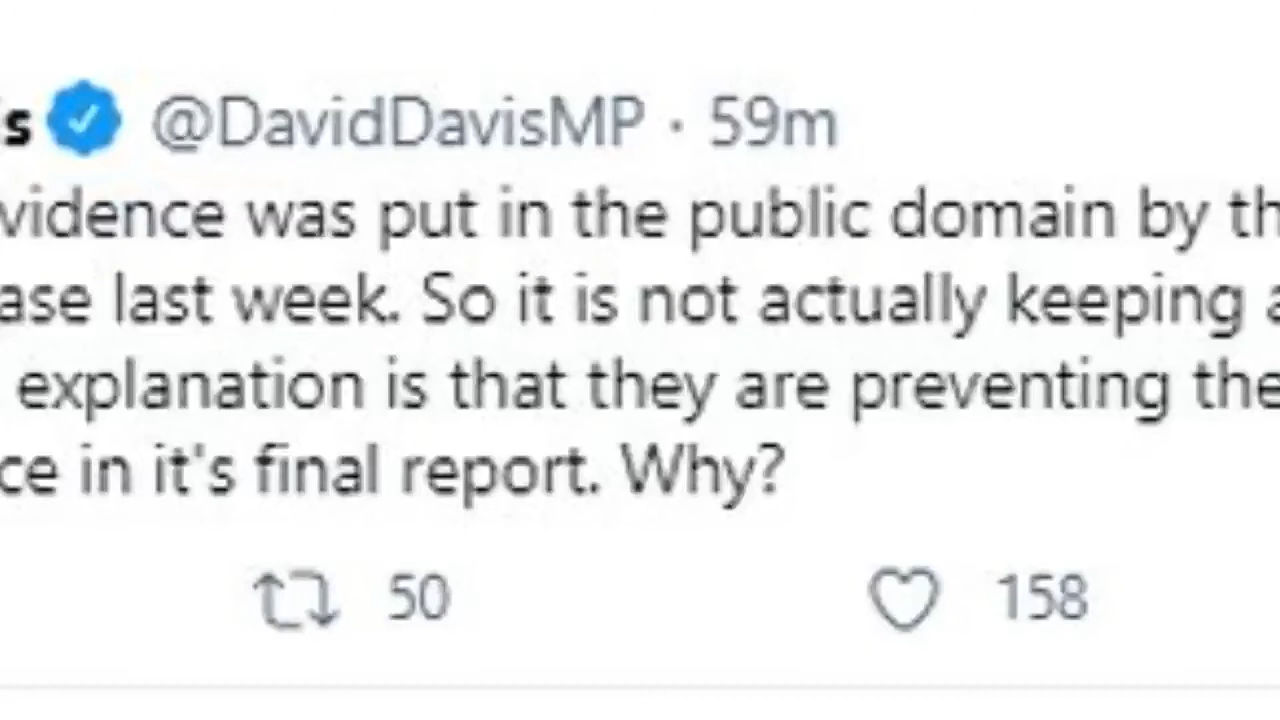 s @DavidDavisMP · 59m
vidence was put in the public domain by th
ase last week. So it is not actually keeping a
explanation is that they are preventing the
ce in it's final report. Why?
50 158